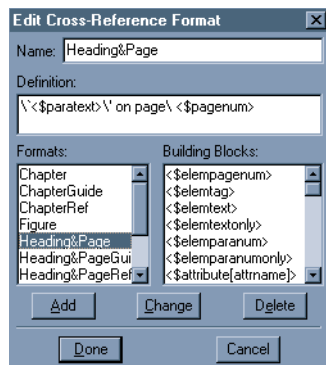 Edit Cross-Reference Format
Name: Heading&Page
Definition:
\`<$paratext>\' on page\ <$pagenum>
Formats: Building Blocks:
Chapter <$elempagenum>
ChapterGuide <$elemtag>
ChapterRef <$elemtext>
Figure <$elemtextonly>
Heading&Page <$elemparanum>
Heading&PageGui <$elemparanumonly>
Heading&PageRef <$attribute[attrname]>
Add Change Delete
Done Cancel